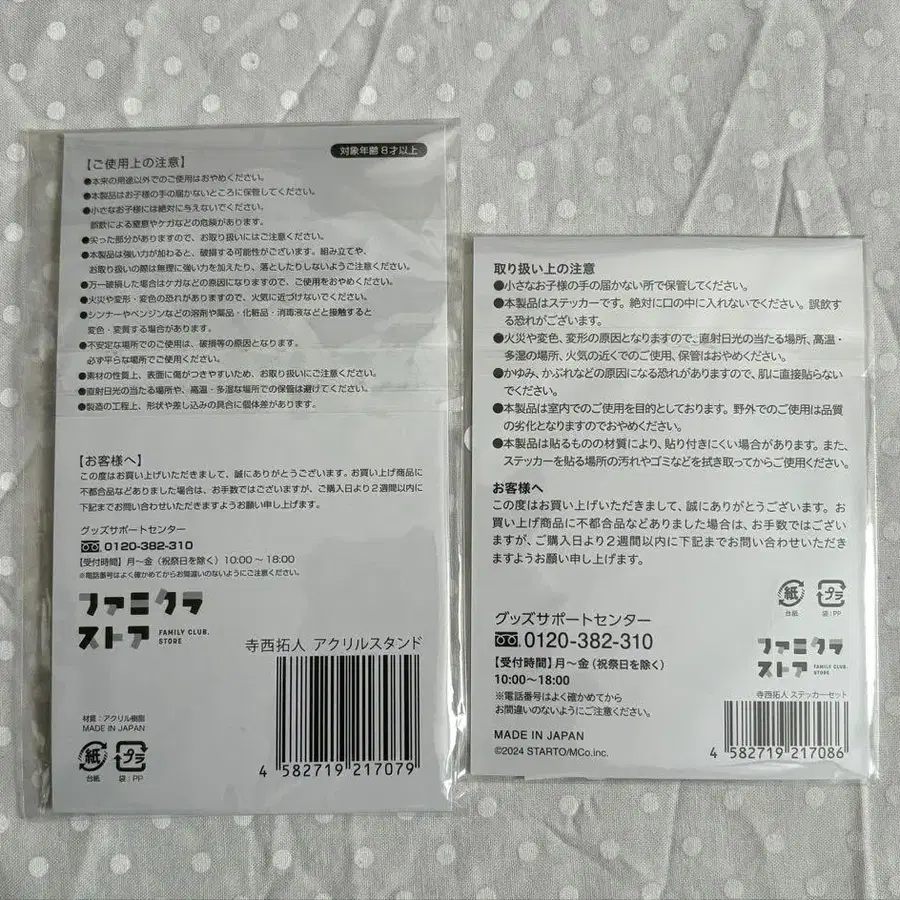 対象年齢8才以上
【ご使用上の注意】
●本来の用途以外でのご使用はおやめください。
●本製品はお子様の手の届かないところに保管してください。
●小さなお子様には絶対に与えないでください。
誤飲による窒息やケガなどの危険があります。
●尖った部分がありますので、お取り扱いにはご注意ください。
●本製品は強い力が加わると、破損する可能性がございます。組み立てや、
お取り扱いの際は無理に強い力を加えたり、落としたりしないようご注意ください。
●万一破損した場合はケガなどの原因になりますので、ご使用をおやめください。
●火災や変形・変色の恐れがありますので、火気に近づけないでください。
●シンナーやベンジンなどの溶剤や薬品・化粧品・消毒液などと接触すると
変色・変質する場合があります。
●不安定な場所でのご使用は、破損等の原因となります。
必ず平らな場所でご使用ください。
●素材の性質上、表面に傷がつきやすいため、お取り扱いにご注意ください。
●直射日光の当たる場所や、高温・多湿な場所での保管は避けてください。
●製造の工程上、形状や差し込みの具合に個体差があります。
【お客様へ】
この度はお買い上げいただきまして、誠にありがとうございます。お買い上げ商品に
不都合品などありました場合は、お手数ではございますが、ご購入日より2週間以内に
下記までお問い合わせいただきますようお願い申し上げます。
グッズサポートセンター
0120-382-310
【受付時間】月〜金(祝祭日を除く)10:00〜18:00
※電話番号はよく確かめてからお間違いのないようにご注意ください。
ファミクラ
ストア FAMILY CLUB.
STORE
寺西拓人 アクリルスタンド
材質:アクリル樹脂
MADE IN JAPAN
紙 プラ
台紙 袋:PP
4 582719 217079
取り扱い上の注意
●小さなお子様の手の届かない所で保管してください。
●本製品はステッカーです。絶対に口の中に入れないでください。誤飲す
る恐れがございます。
●火災や変色、変形の原因となりますので、直射日光の当たる場所、高温・
多湿の場所、火気の近くでのご使用、保管はおやめください。
●かゆみ、かぶれなどの原因になる恐れがありますので、肌に直接貼らない
でください。
●本製品は室内でのご使用を目的としております。野外でのご使用は品質
の劣化となりますのでおやめください。
●本製品は貼るものの材質により、貼り付きにくい場合があります。また、
ステッカーを貼る場所の汚れやゴミなどを拭き取ってからご使用ください。
お客様へ
この度はお買い上げいただきまして、誠にありがとうございます。お
買い上げ商品に不都合品などありました場合は、お手数ではござい
ますが、ご購入日より2週間以内に下記までお問い合わせいただき
ますようお願い申し上げます。
紙 プラ
台紙 袋:PP
グッズサポートセンター
0120-382-310
【受付時間】月〜金(祝祭日を除く)
10:00〜18:00
※電話番号はよく確かめてから
お間違いのないようにご注意ください。
MADE IN JAPAN
©2024 STARTO/MCo.inc.
ファミクラ
ストア FAMILY CLUB.
STORE
寺西拓人 ステッカーセット
4 582719 217086